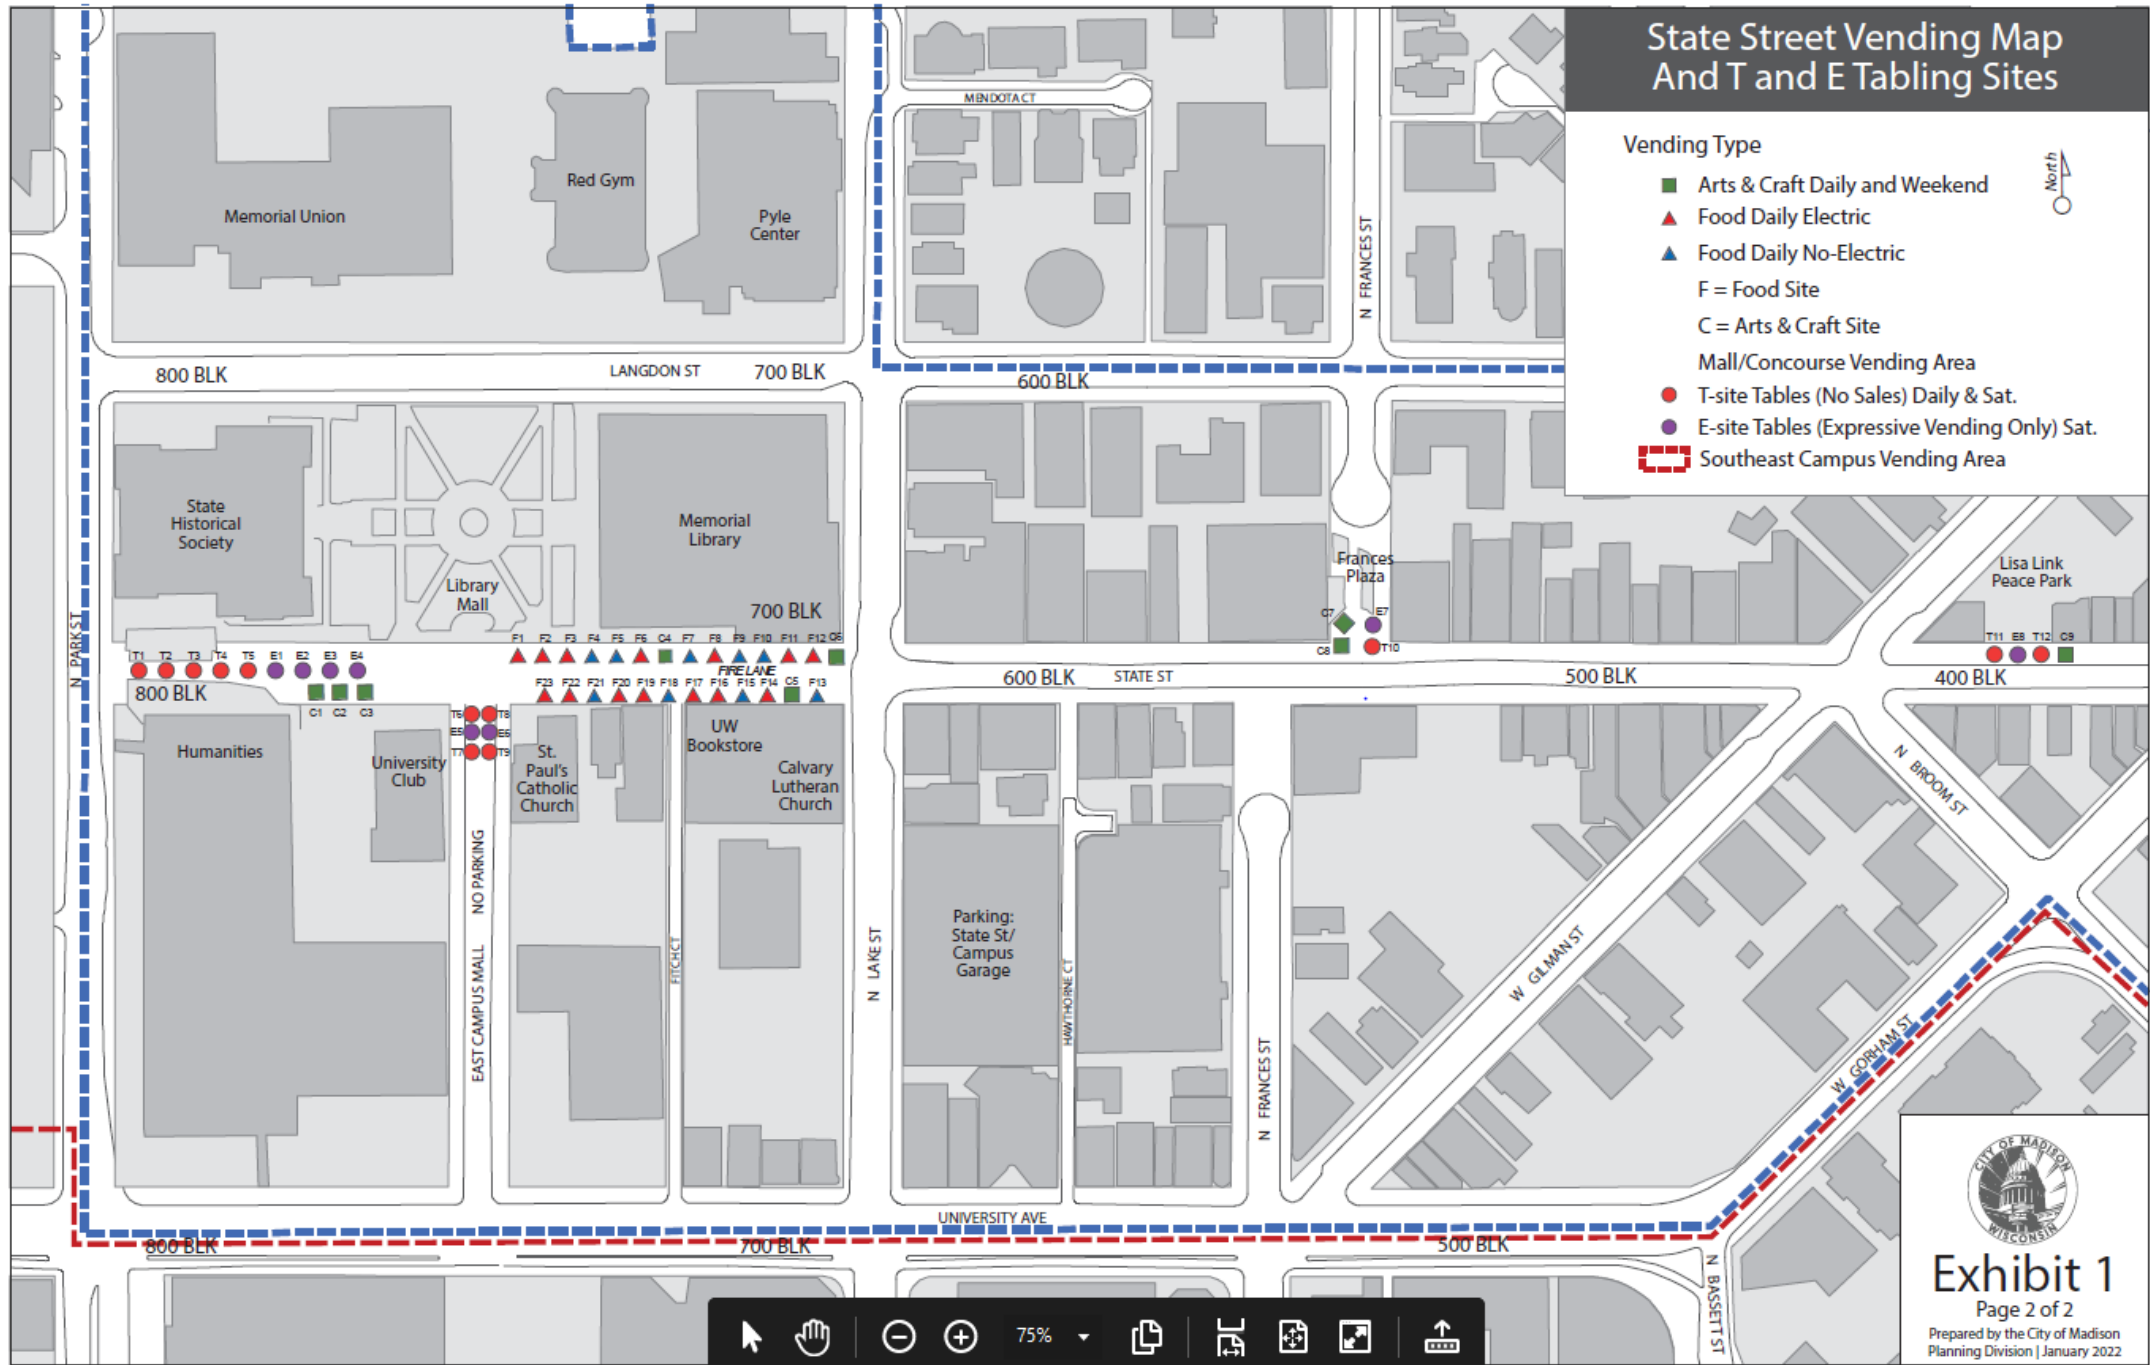 State Street Vending Map
And T and E Tabling Sites
Vending Type
Arts & Craft Daily and Weekend
Food Daily Electric
Food Daily No-Electric
F = Food Site
C = Arts & Craft Site
Mall/Concourse Vending Area
T-site Tables (No Sales) Daily & Sat.
E-site Tables (Expressive Vending Only) Sat.
Southeast Campus Vending Area
North
MENDOTA CT
Red Gym
Memorial Union
Pyle
Center
N FRANCES ST
800 BLK
LANGDON ST
700 BLK
600 BLK
State
Historical
Society
Memorial
Library
Library
Mall
700 BLK
Frances
Plaza
Lisa Link
Peace Park
N PARK ST
C7
E7
C8
T10
T11 E8 T12 C9
F1 F2 F3 F4 F5 F6 C4 F7 F8 F9 F10 F11 F12 C6
T1 T2 T3 T4 T5 E1 E2 E3 E4
FIRE LANE
800 BLK
F23 F22 F21 F20 F19 F18 F17 F16 F15 F14 C5 F13
600 BLK
STATE ST
500 BLK
400 BLK
C1 C2 C3
T6 T8
E5 E6
T7 T9
Humanities
University
Club
St.
Paul's
Catholic
Church
UW
Bookstore
Calvary
Lutheran
Church
N BROOM ST
NO PARKING
EAST CAMPUS MALL
FITCH CT
N LAKE ST
Parking:
State St/
Campus
Garage
HAWTHORNE CT
N FRANCES ST
W GILMAN ST
W GORHAM ST
UNIVERSITY AVE
800 BLK
700 BLK
500 BLK
N BASSETT ST
CITY OF MADISON
WISCONSIN
Exhibit 1
Page 2 of 2
Prepared by the City of Madison
Planning Division | January 2022
75%